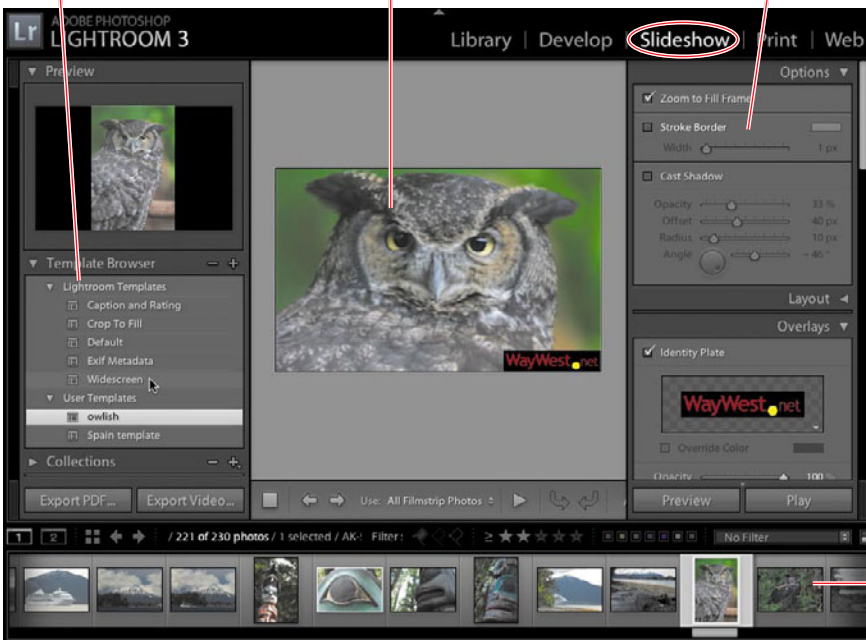 Lr ADOBE PHOTOSHOP
LIGHTROOM 3
Library | Develop | Slideshow | Print | Web
Preview
Options
Zoom to Fill Frame
Stroke Border
Width 1 px
Cast Shadow
Opacity 33 %
Offset 40 px
Radius 10 px
Angle - 46 °
Template Browser
Lightroom Templates
Caption and Rating
Crop To Fill
Default
Exif Metadata
Widescreen
User Templates
owlish
Spain template
Collections
Export PDF... Export Video...
WayWest.net
Use: All Filmstrip Photos
Layout
Overlays
Identity Plate
WayWest.net
Override Color
Opacity 100 %
Preview Play
1 2 / 221 of 230 photos / 1 selected / AK-! Filter: ≥ No Filter